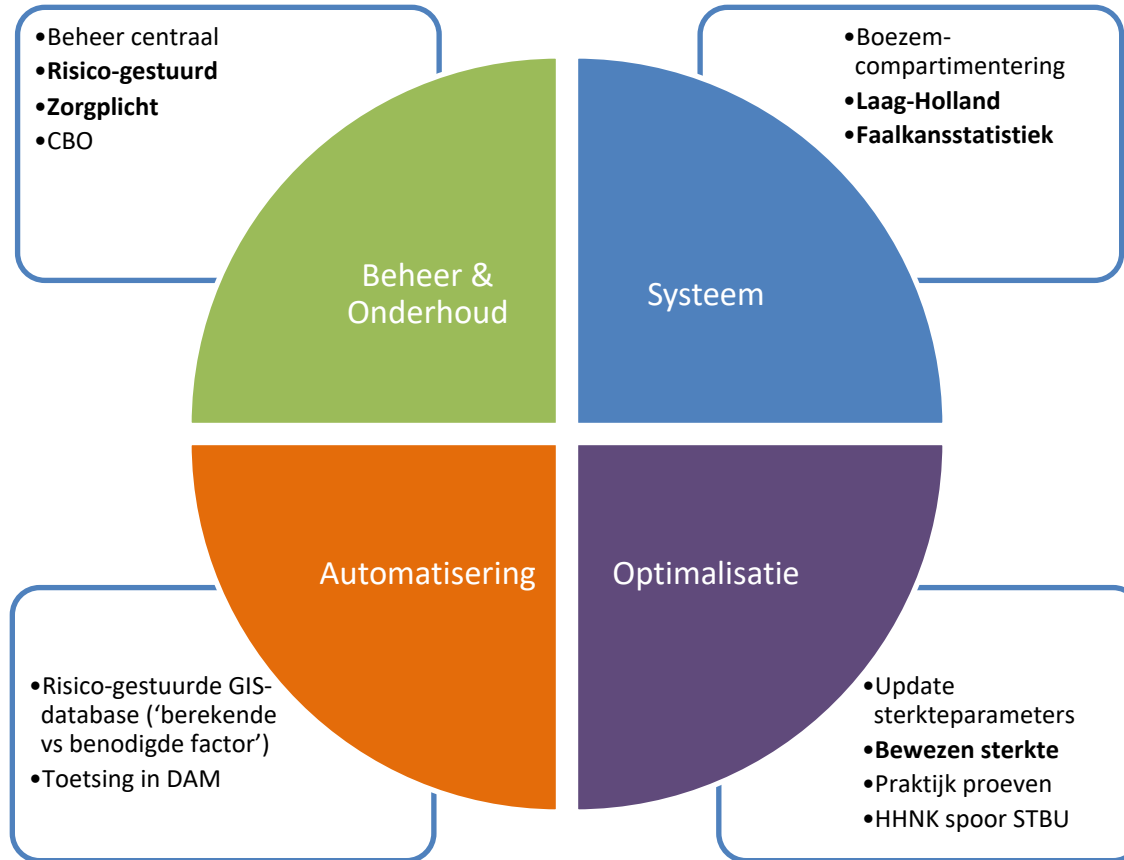 •Beheer centraal
•Risico-gestuurd
•Zorgplicht
•CBO
•Boezem-
compartimentering
•Laag-Holland
•Faalkansstatistiek
Beheer &
Onderhoud
Systeem
Automatisering
Optimalisatie
•Risico-gestuurde GIS-
database (‘berekende
vs benodigde factor’)
•Toetsing in DAM
•Update
sterkteparameters
•Bewezen sterkte
•Praktijk proeven
•HHNK spoor STBU